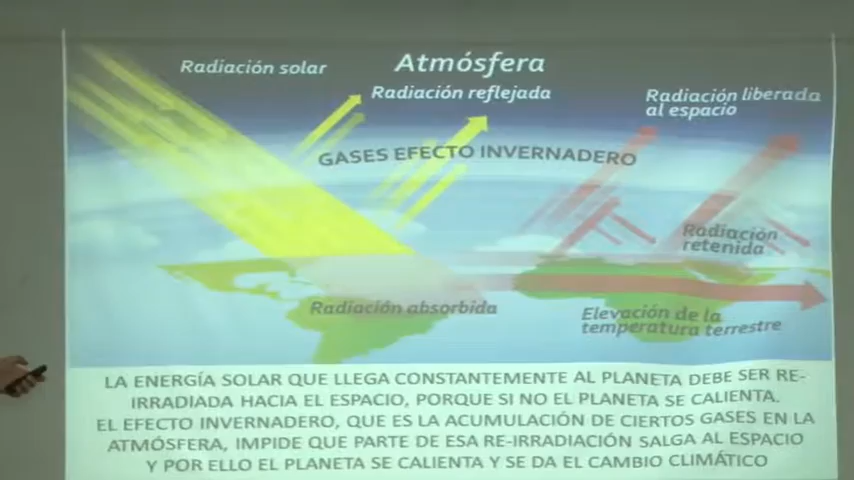 Atmósfera
Radiación solar
Radiación reflejada
Radiación liberada
al espacio
GASES EFECTO INVERNADERO
Radiación
retenida
Radiación absorbida
Elevación de la
temperatura terrestre
LA ENERGÍA SOLAR QUE LLEGA CONSTANTEMENTE AL PLANETA DEBE SER RE-
IRRADIADA HACIA EL ESPACIO, PORQUE SI NO EL PLANETA SE CALIENTA.
EL EFECTO INVERNADERO, QUE ES LA ACUMULACIÓN DE CIERTOS GASES EN LA
ATMÓSFERA, IMPIDE QUE PARTE DE ESA RE-IRRADIACIÓN SALGA AL ESPACIO
Y POR ELLO EL PLANETA SE CALIENTA Y SE DA EL CAMBIO CLIMÁTICO